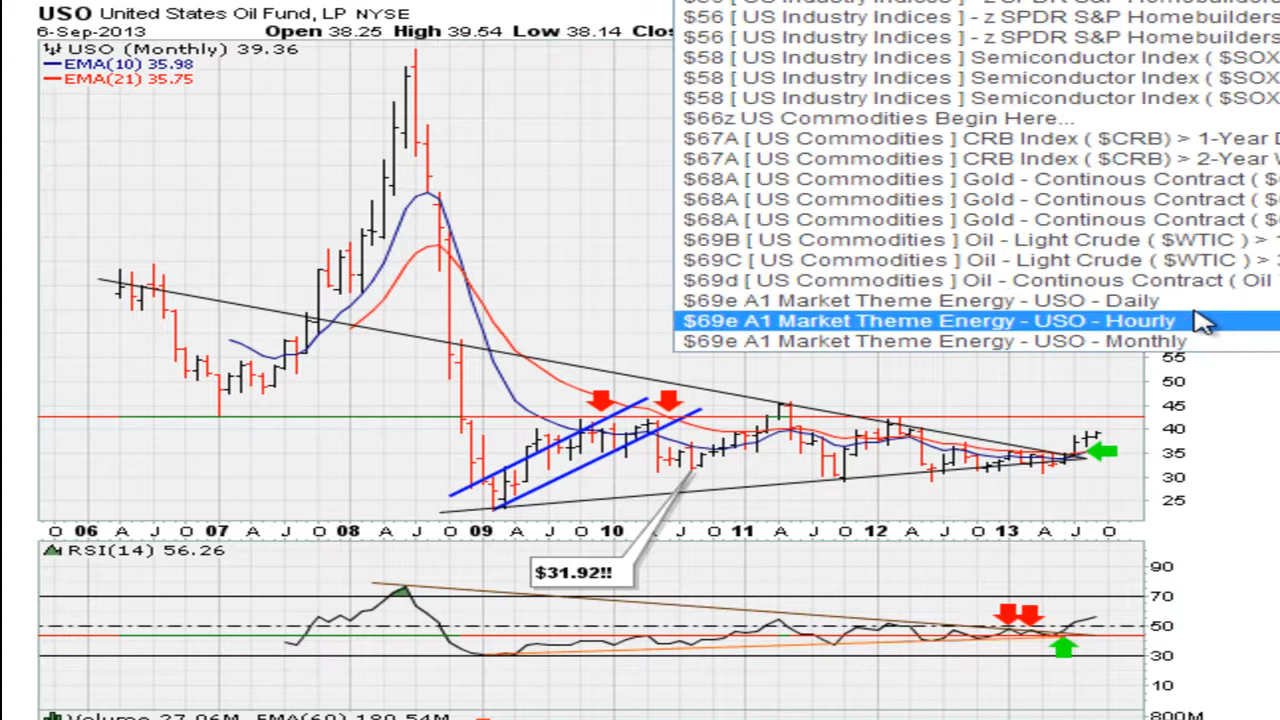 USO United States Oil Fund, LP NYSE
6-Sep-2013 Open 38.25 High 39.54 Low 38.14
USO (Monthly) 39.36
EMA(10) 35.98
EMA(21) 35.75
$56 [ US Industry Indices ] - z SPDR S&P Homebuilders
$56 [ US Industry Indices ] - z SPDR S&P Homebuilders
$58 [ US Industry Indices ] Semiconductor Index ( $SOX
$58 [ US Industry Indices ] Semiconductor Index ( $SOX
$58 [ US Industry Indices ] Semiconductor Index ( $SOX
$66z US Commodities Begin Here...
$67A [ US Commodities ] CRB Index ( $CRB) > 1-Year
$67A [ US Commodities ] CRB Index ( $CRB) > 2-Year
$68A [ US Commodities ] Gold - Continous Contract (
$68A [ US Commodities ] Gold - Continous Contract (
$68A [ US Commodities ] Gold - Continous Contract (
$69B [ US Commodities ] Oil - Light Crude ( $WTIC ) >
$69C [ US Commodities ] Oil - Light Crude ( $WTIC ) >
$69d [ US Commodities ] Oil - Continous Contract ( Oil
$69e A1 Market Theme Energy - USO - Daily
$69e A1 Market Theme Energy - USO - Hourly
$69e A1 Market Theme Energy - USO - Monthly
55
50
45
40
35
30
25
O 06 A J O 07 A J O 08 A J O 09 A J O 10 A J O 11 A J O 12 A J O 13 A J O
$31.92!!
RSI(14) 56.26
90
70
50
30
10
Volume 27.06M, EMA(60) 180.54M
800M